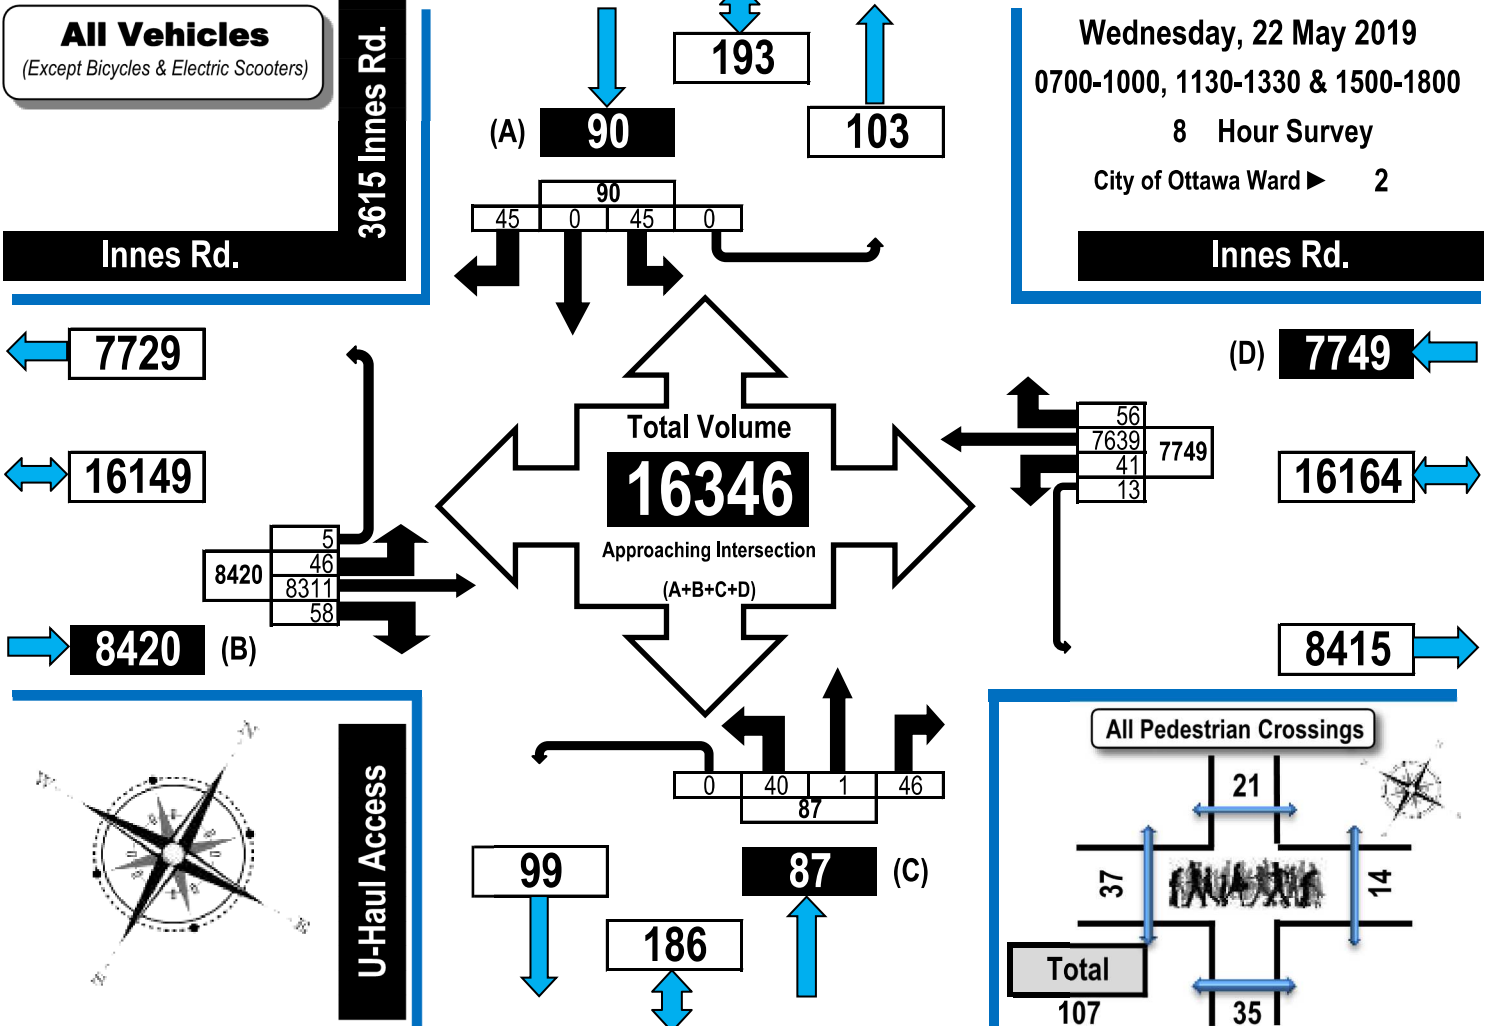 All Vehicles
(Except Bicycles & Electric Scooters)
3615 Innes Rd.
Innes Rd.
193
(A) 90
103
90
45 0 45 0
Wednesday, 22 May 2019
0700-1000, 1130-1330 & 1500-1800
8 Hour Survey
City of Ottawa Ward ► 2
Innes Rd.
7729
16149
5
46
8311
58
8420
8420 (B)
Total Volume
16346
Approaching Intersection
(A+B+C+D)
(D) 7749
56
7639
41
13
7749
16164
8415
U-Haul Access
0 40 1 46
87
99
87 (C)
186
All Pedestrian Crossings
21
37
14
Total
107
35